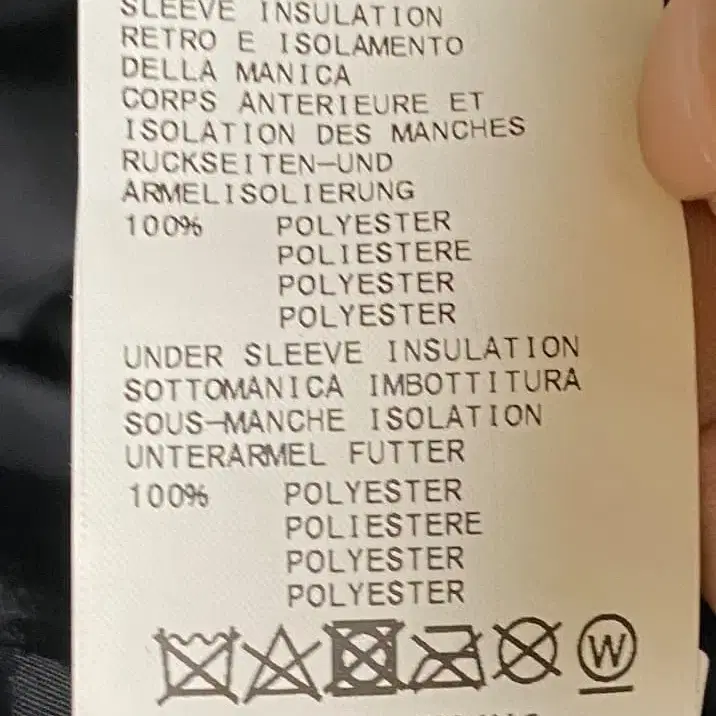 SLEEVE INSULATION
RETRO E ISOLAMENTO
DELLA MANICA
CORPS ANTERIEURE ET
ISOLATION DES MANCHES
RUCKSEITEN-UND
ARMELISOLIERUNG
100% POLYESTER
POLIESTERE
POLYESTER
POLYESTER
UNDER SLEEVE INSULATION
SOTTOMANICA IMBOTTITURA
SOUS-MANCHE ISOLATION
UNTERARMEL FUTTER
100% POLYESTER
POLIESTERE
POLYESTER
POLYESTER
W